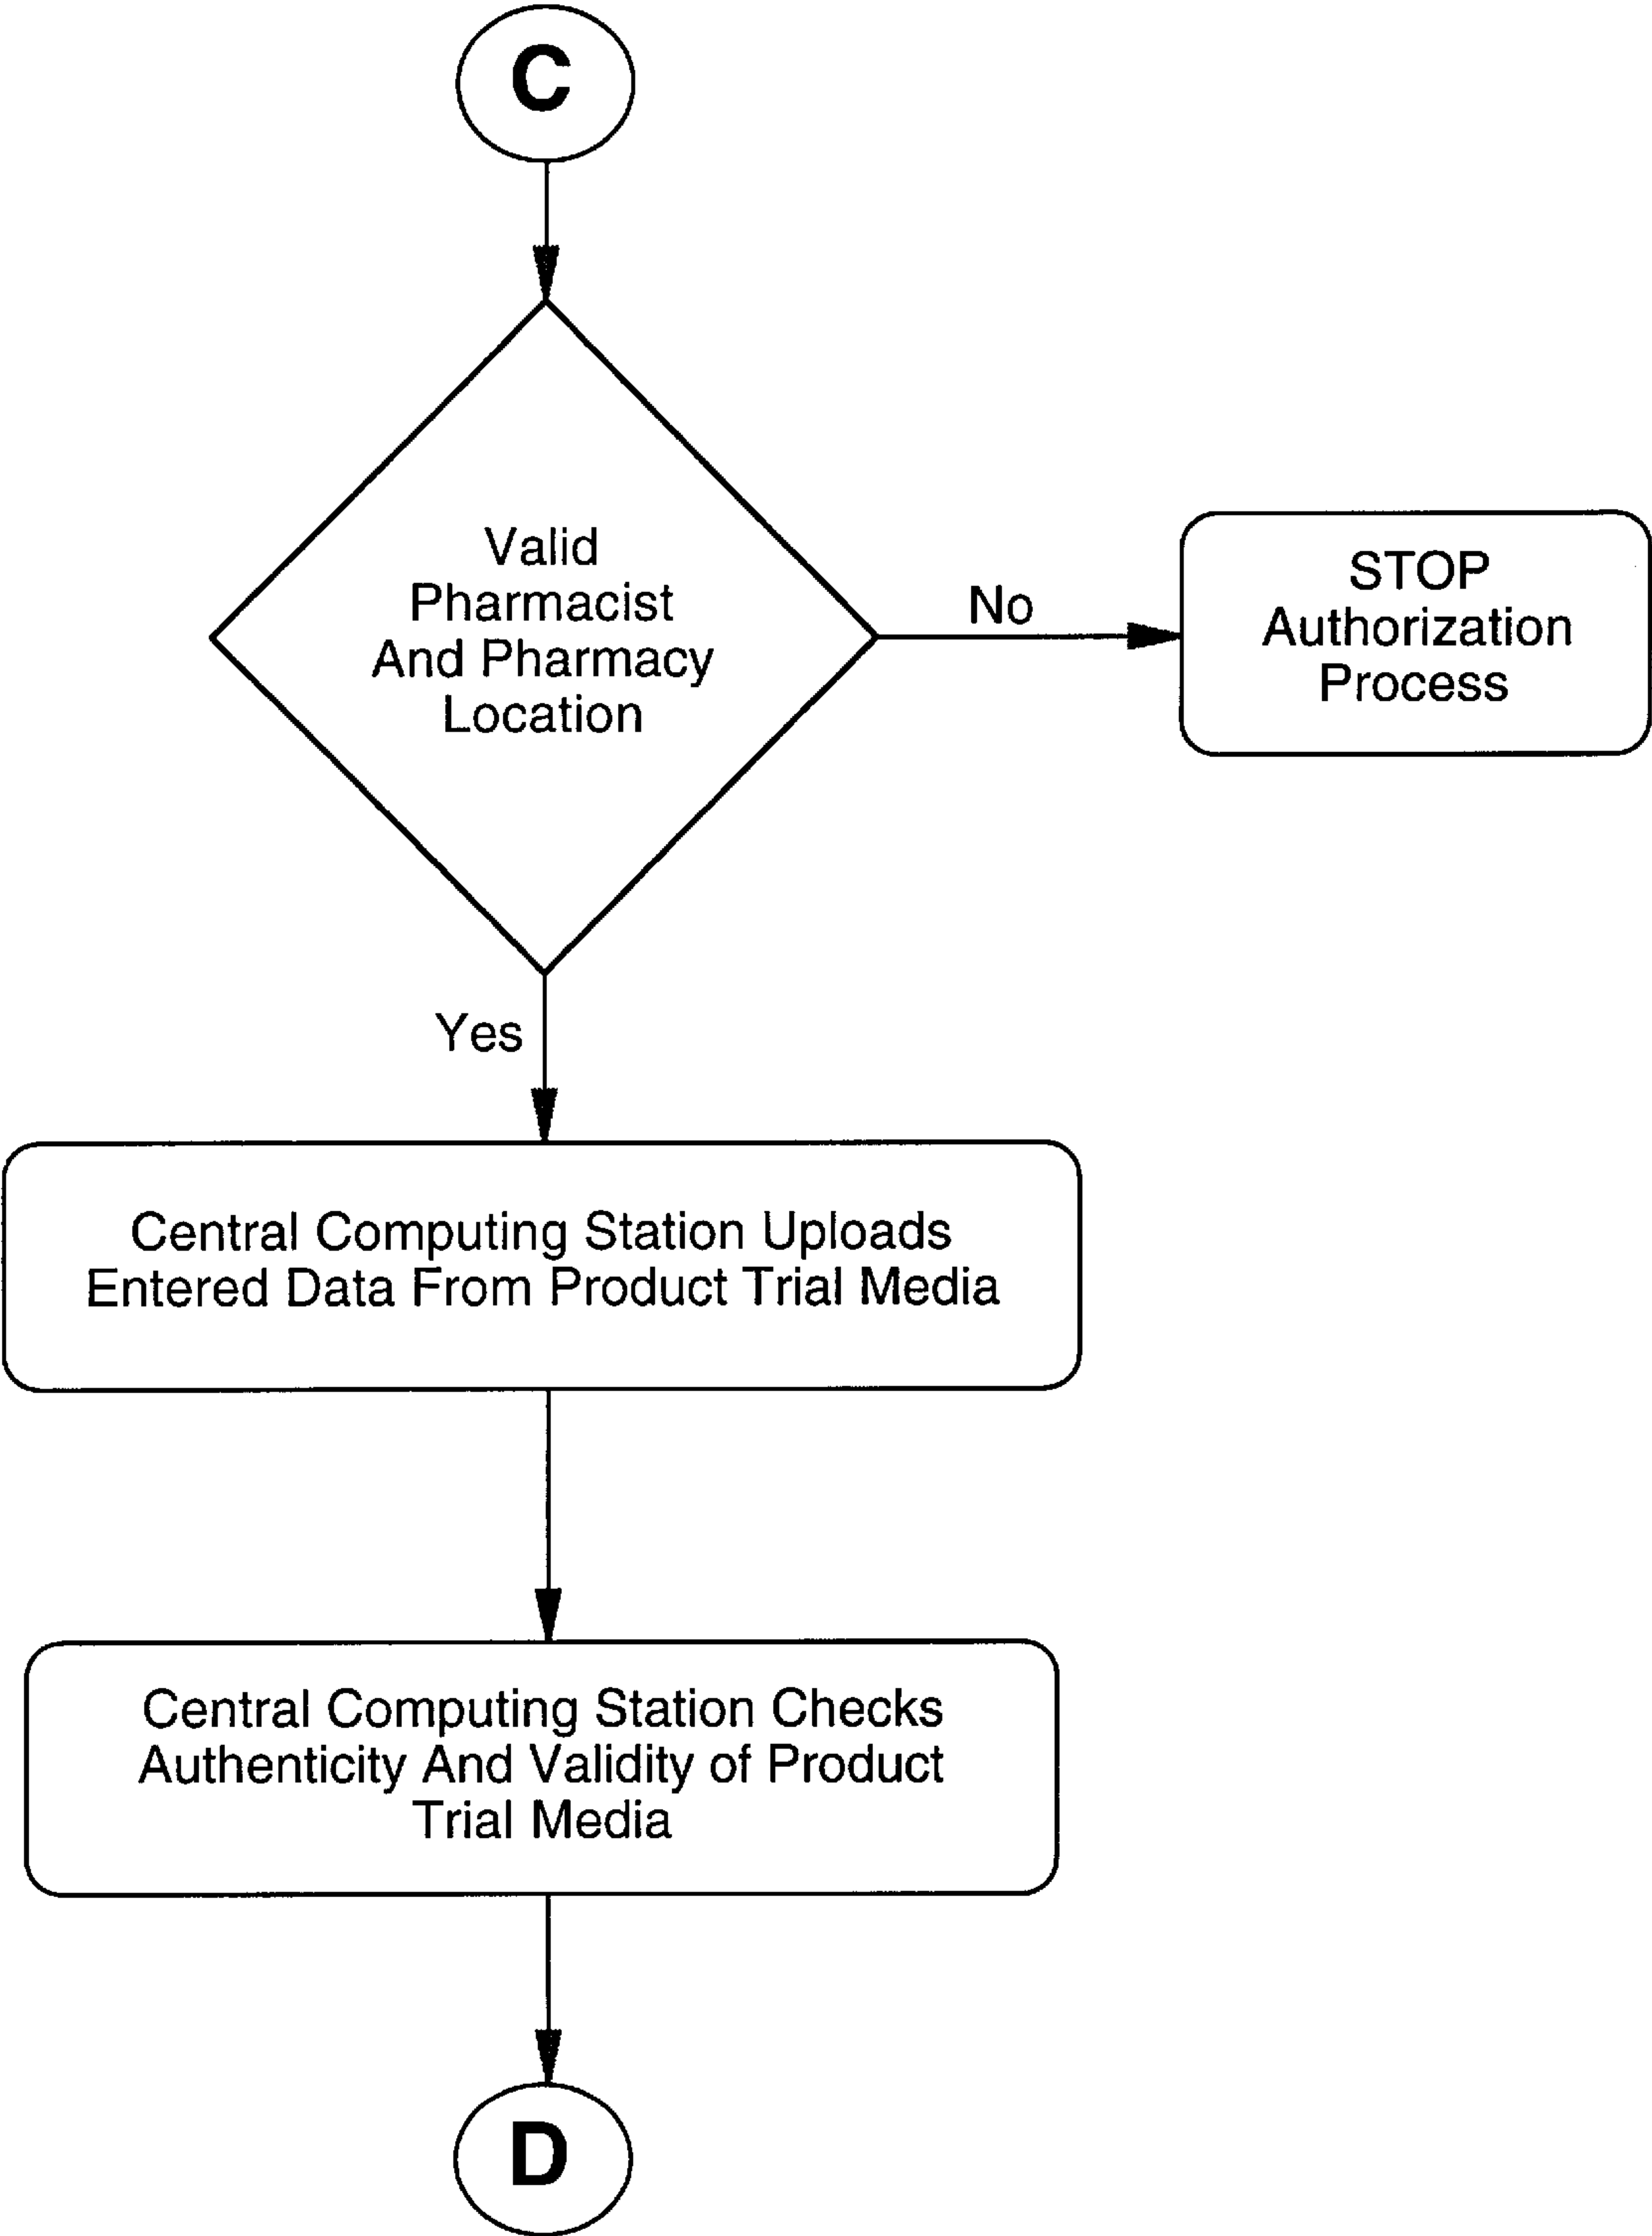 C
Valid
Pharmacist
And Pharmacy
Location
No
STOP
Authorization
Process
Yes
Central Computing Station Uploads
Entered Data From Product Trial Media
Central Computing Station Checks
Authenticity And Validity of Product
Trial Media
D